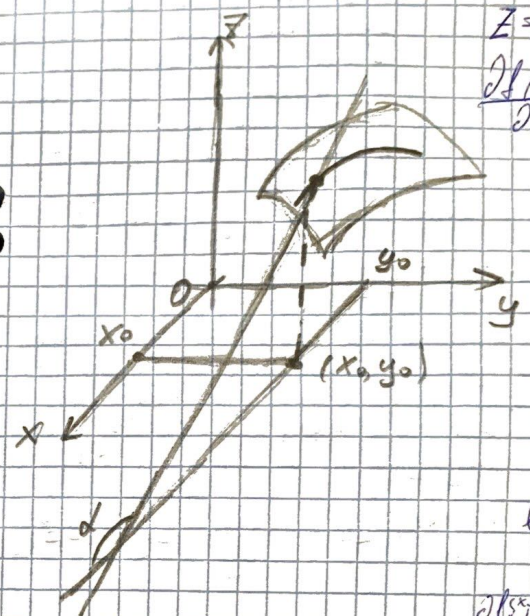 Z
Z =
∂f
∂
y₀
O
y
x₀
(x₀, y₀)
x
α